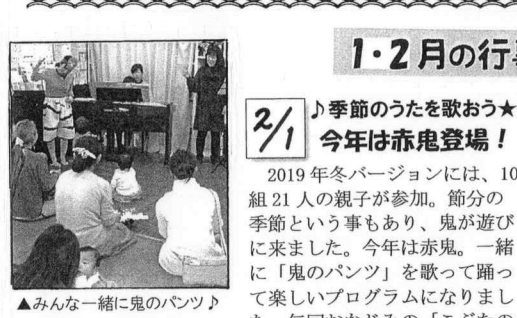 1・2月の行
2/1
♪季節のうたを歌おう★
今年は赤鬼登場！
2019年冬バージョンには、10
組21人の親子が参加。節分の
季節という事もあり、鬼が遊び
に来ました。今年は赤鬼。一緒
に「鬼のパンツ」を歌って踊っ
て楽しいプログラムになりまし
▲みんな一緒に鬼のパンツ♪